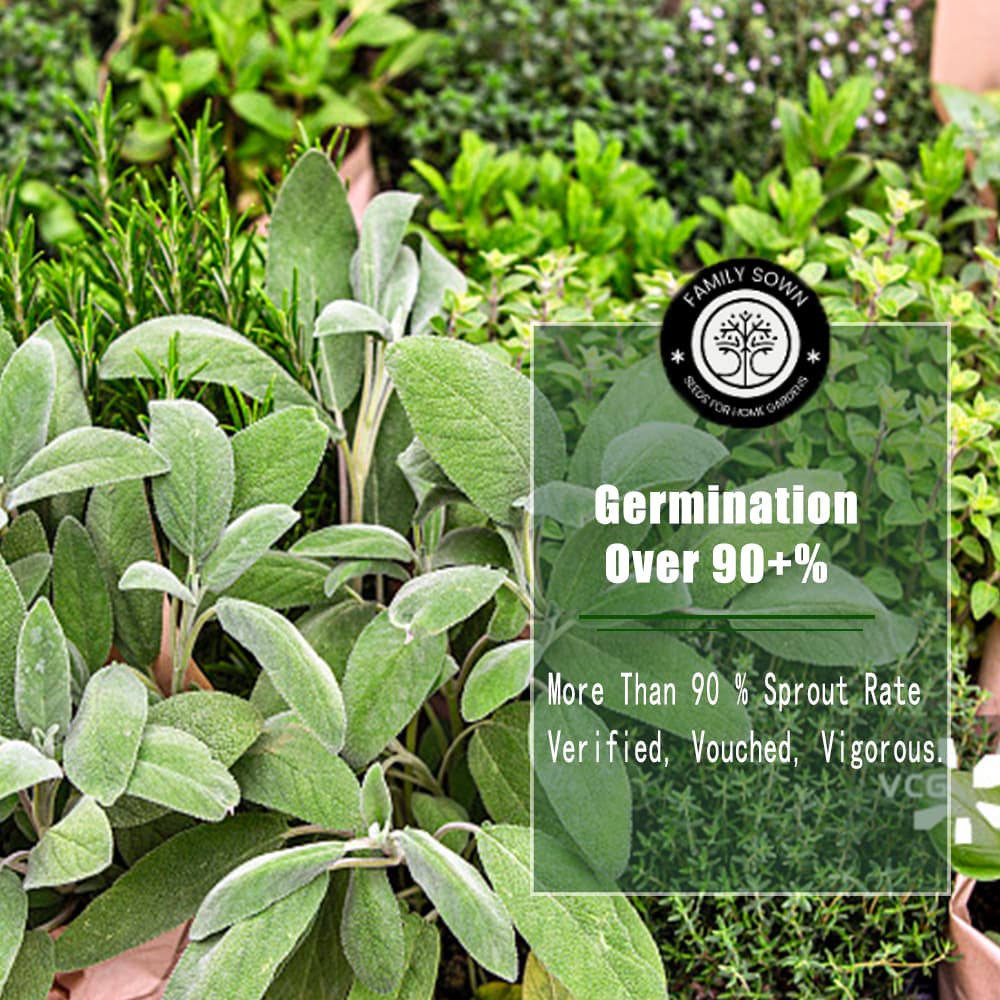 FAMILY SOWN
SEEDS FOR HOME GARDENS
Germination
Over 90+%
More Than 90 % Sprout Rate
Verified, Vouched, Vigorous.
VCG